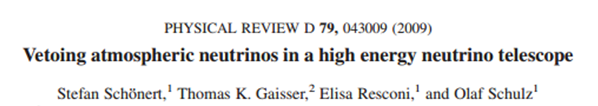 PHYSICAL REVIEW D 79, 043009 (2009)
Vetoing atmospheric neutrinos in a high energy neutrino telescope
Stefan Schönert,¹ Thomas K. Gaisser,² Elisa Resconi,¹ and Olaf Schulz¹